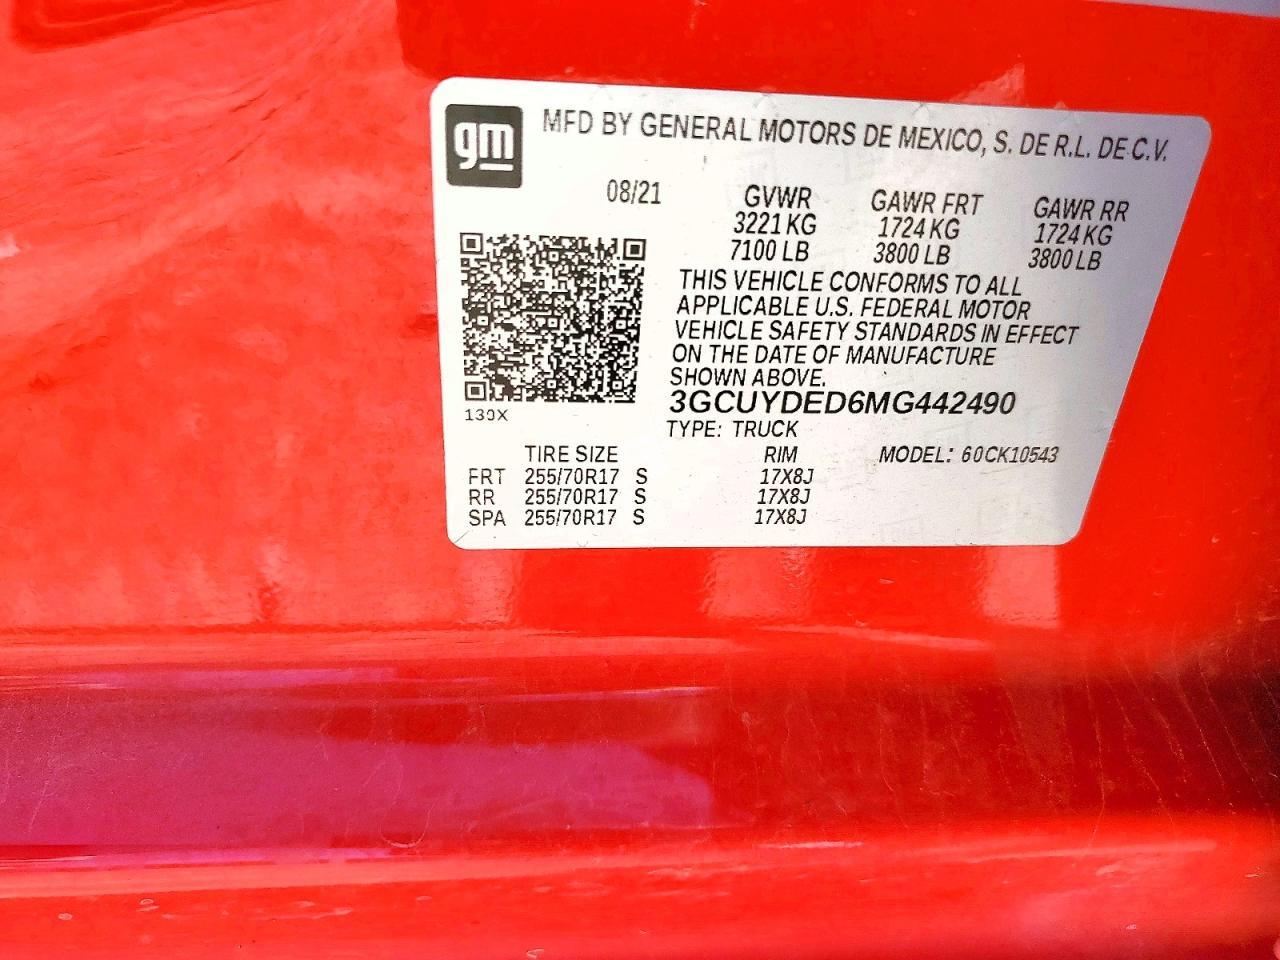 gm
MFD BY GENERAL MOTORS DE MEXICO, S. DE R.L. DE C.V.
08/21 GVWR GAWR FRT GAWR RR
3221 KG 1724 KG 1724 KG
7100 LB 3800 LB 3800 LB
THIS VEHICLE CONFORMS TO ALL
APPLICABLE U.S. FEDERAL MOTOR
VEHICLE SAFETY STANDARDS IN EFFECT
ON THE DATE OF MANUFACTURE
SHOWN ABOVE.
3GCUYDED6MG442490
139X
TYPE: TRUCK
TIRE SIZE RIM MODEL: 60CK10543
FRT 255/70R17 S 17X8J
RR 255/70R17 S 17X8J
SPA 255/70R17 S 17X8J